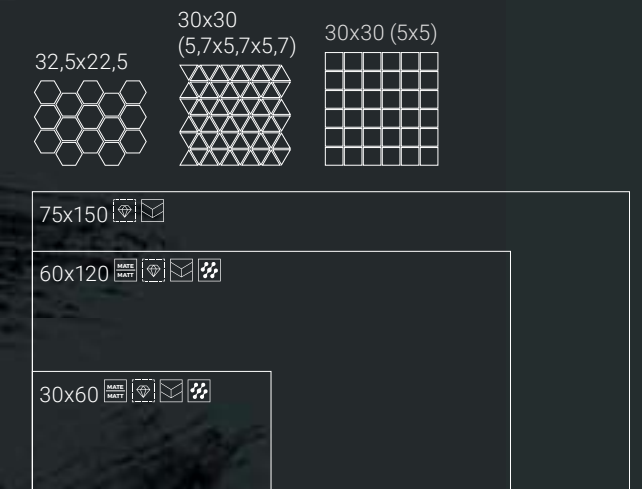 32,5x22,5
30x30
(5,7x5,7x5,7)
30x30 (5x5)
75x150
60x120 MATE MATT
30x60 MATE MATT